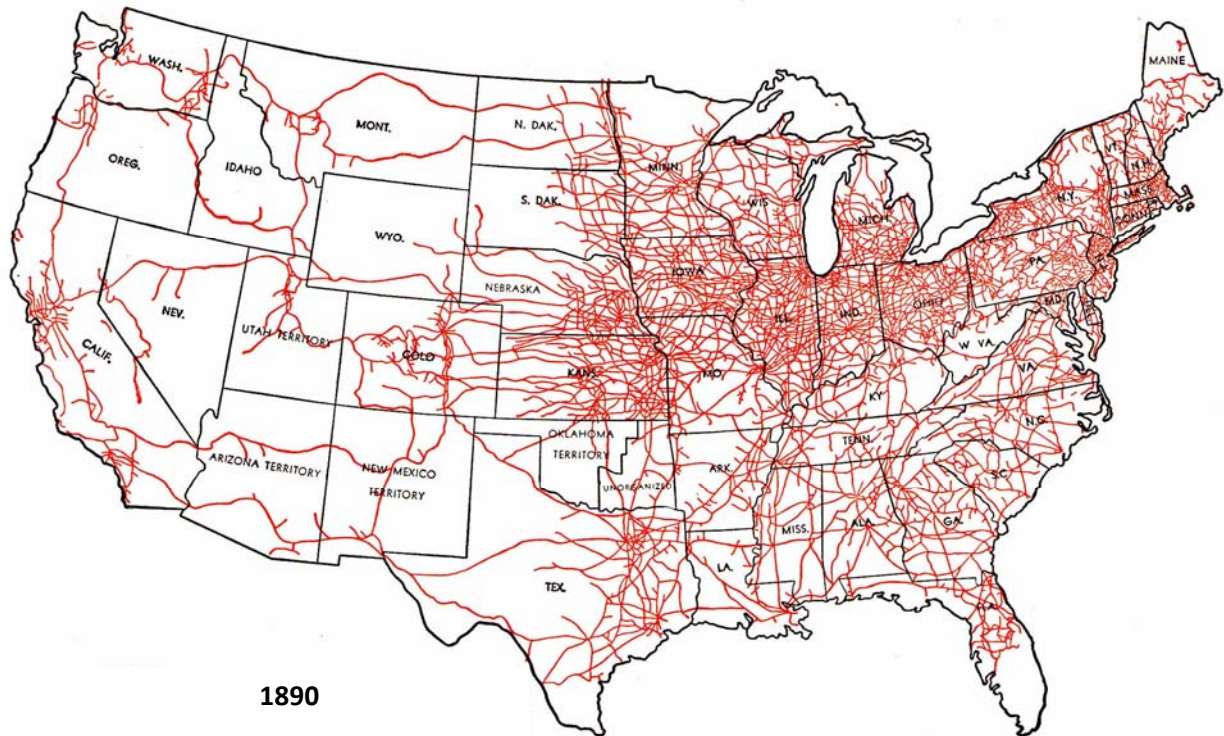 WASH.
MAINE
MONT.
N. DAK.
MINN.
VT.
N.H.
OREG.
IDAHO
S. DAK.
WIS
MICH
N.Y.
MASS
CONN
WYO.
IOWA
PA.
NEBRASKA
NEV.
UTAH TERRITORY
COLO
ILL.
IND.
OHIO
MD.
W VA.
CALIF.
KANS.
MO.
KY
VA.
ARIZONA TERRITORY
NEW MEXICO
TERRITORY
OKLAHOMA
TERRITORY
UNORGANIZED
ARK.
TENN.
N.C.
S.C.
MISS.
ALA.
GA.
TEX.
LA.
FLA.
1890